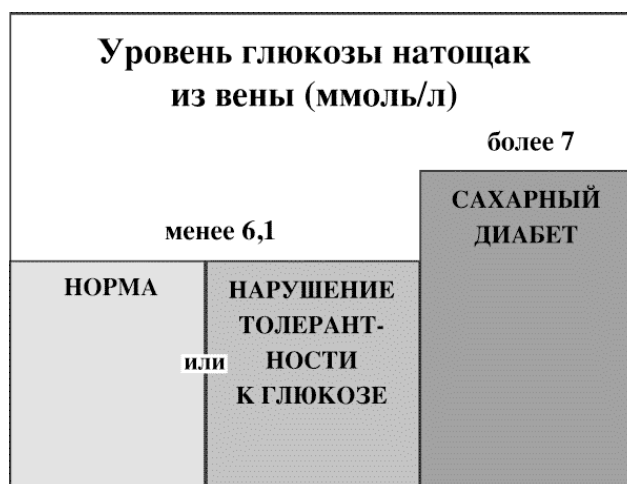 Уровень глюкозы натощак
из вены (ммоль/л)
более 7
менее 6,1
САХАРНЫЙ
ДИАБЕТ
НОРМА
или
НАРУШЕНИЕ
ТОЛЕРАНТ-
НОСТИ
К ГЛЮКОЗЕ